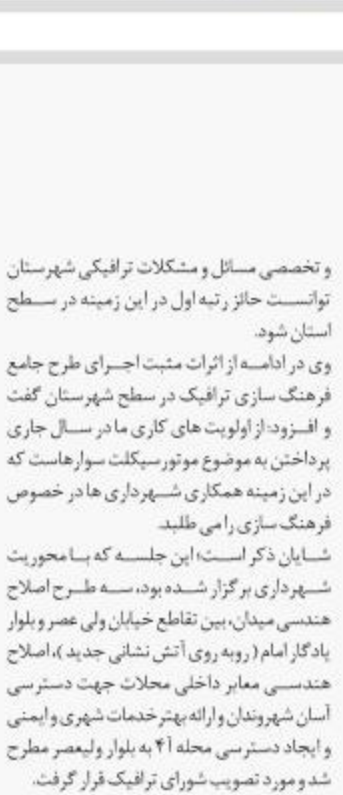 و تخصصی مسائل و مشکلات ترافیکی شهرستان
توانست حائز رتبه اول در این زمینه در سطح
استان شود.
وی در ادامه از اثرات مثبت اجرای طرح جامع
فرهنگ سازی ترافیک در سطح شهرستان گفت
و افزود: از اولویت های کاری ما در سال جاری
پرداختن به موضوع موتورسیکلت سوارهاست که
در این زمینه همکاری شهرداری ها در خصوص
فرهنگ سازی را می طلبد.
شایان ذکر است؛ این جلسه که با محوریت
شهرداری برگزار شده بود، سه طرح اصلاح
هندسی میدان، بین تقاطع خیابان ولی عصر و بلوار
یادگار امام ( روبه روی آتش نشانی جدید )، اصلاح
هندسی معابر داخلی محلات جهت دسترسی
آسان شهروندان و ارائه بهتر خدمات شهری و ایمنی
و ایجاد دسترسی محله آ۴ به بلوار ولیعصر مطرح
شد و مورد تصویب شورای ترافیک قرار گرفت.